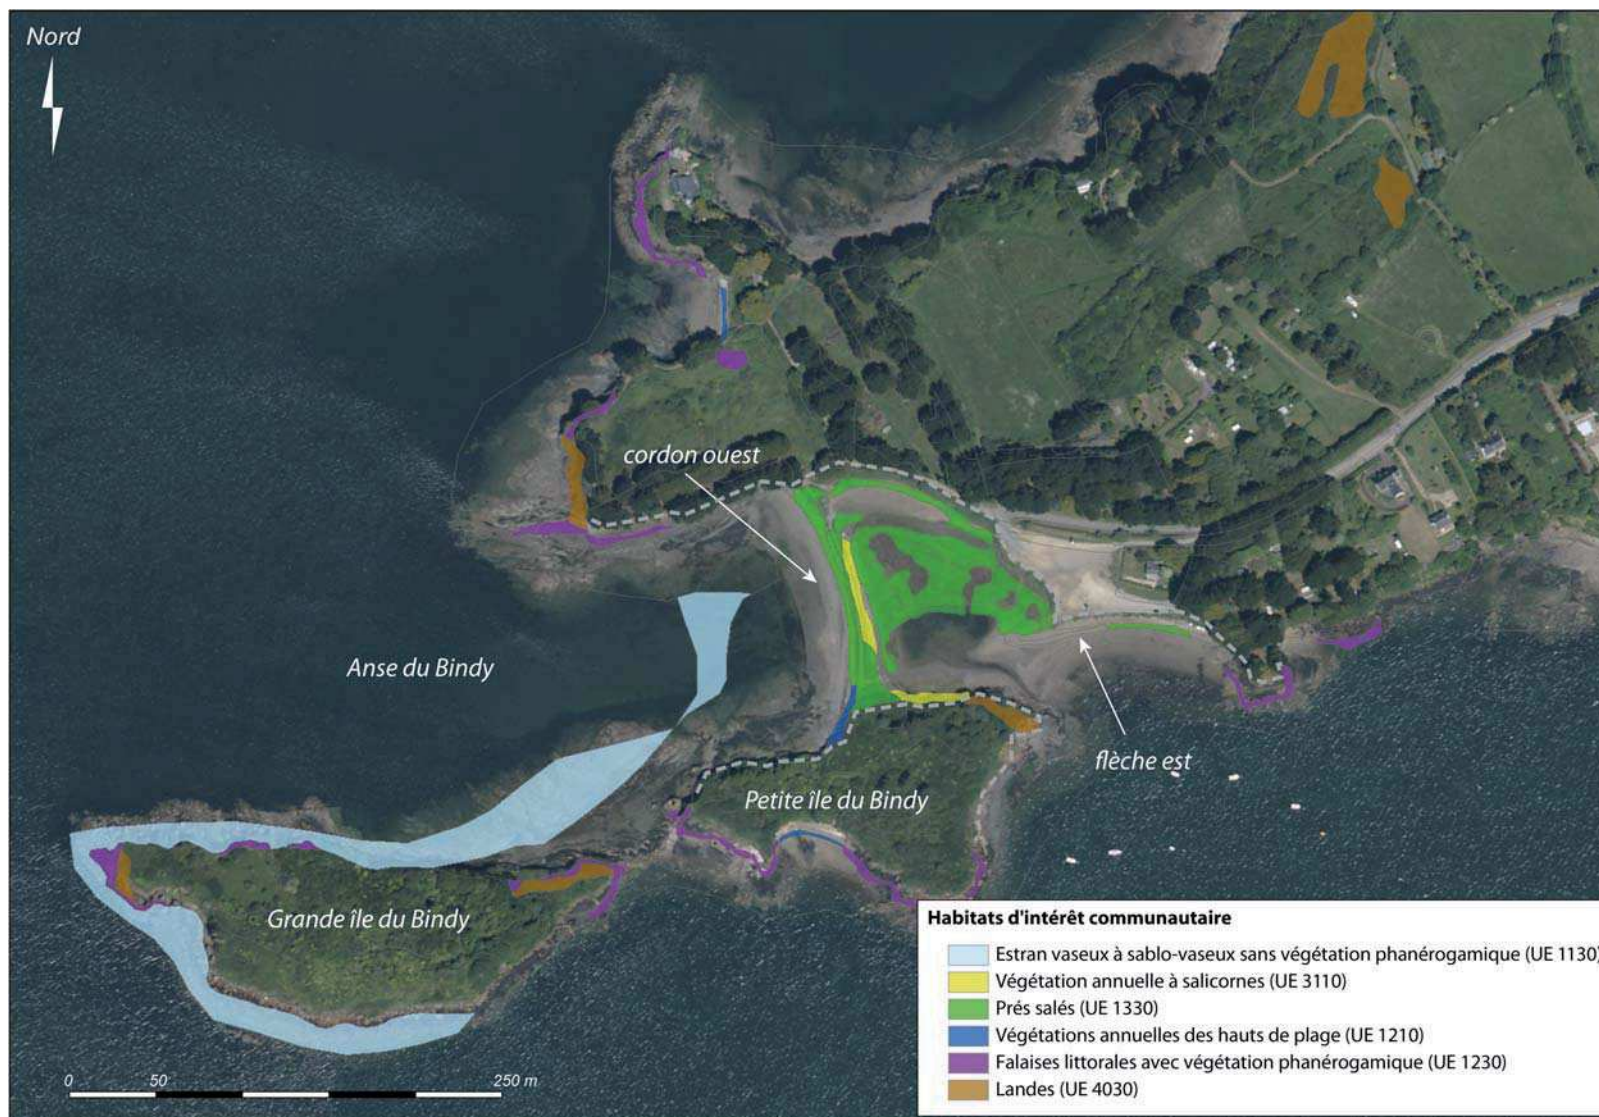 Nord
cordon ouest
Anse du Bindy
flèche est
Petite île du Bindy
Grande île du Bindy
Habitats d'intérêt communautaire
Estran vaseux à sablo-vaseux sans végétation phanérogamique (UE 1130)
Végétation annuelle à salicornes (UE 3110)
Prés salés (UE 1330)
Végétations annuelles des hauts de plage (UE 1210)
Falaises littorales avec végétation phanérogamique (UE 1230)
Landes (UE 4030)
0 50 250 m